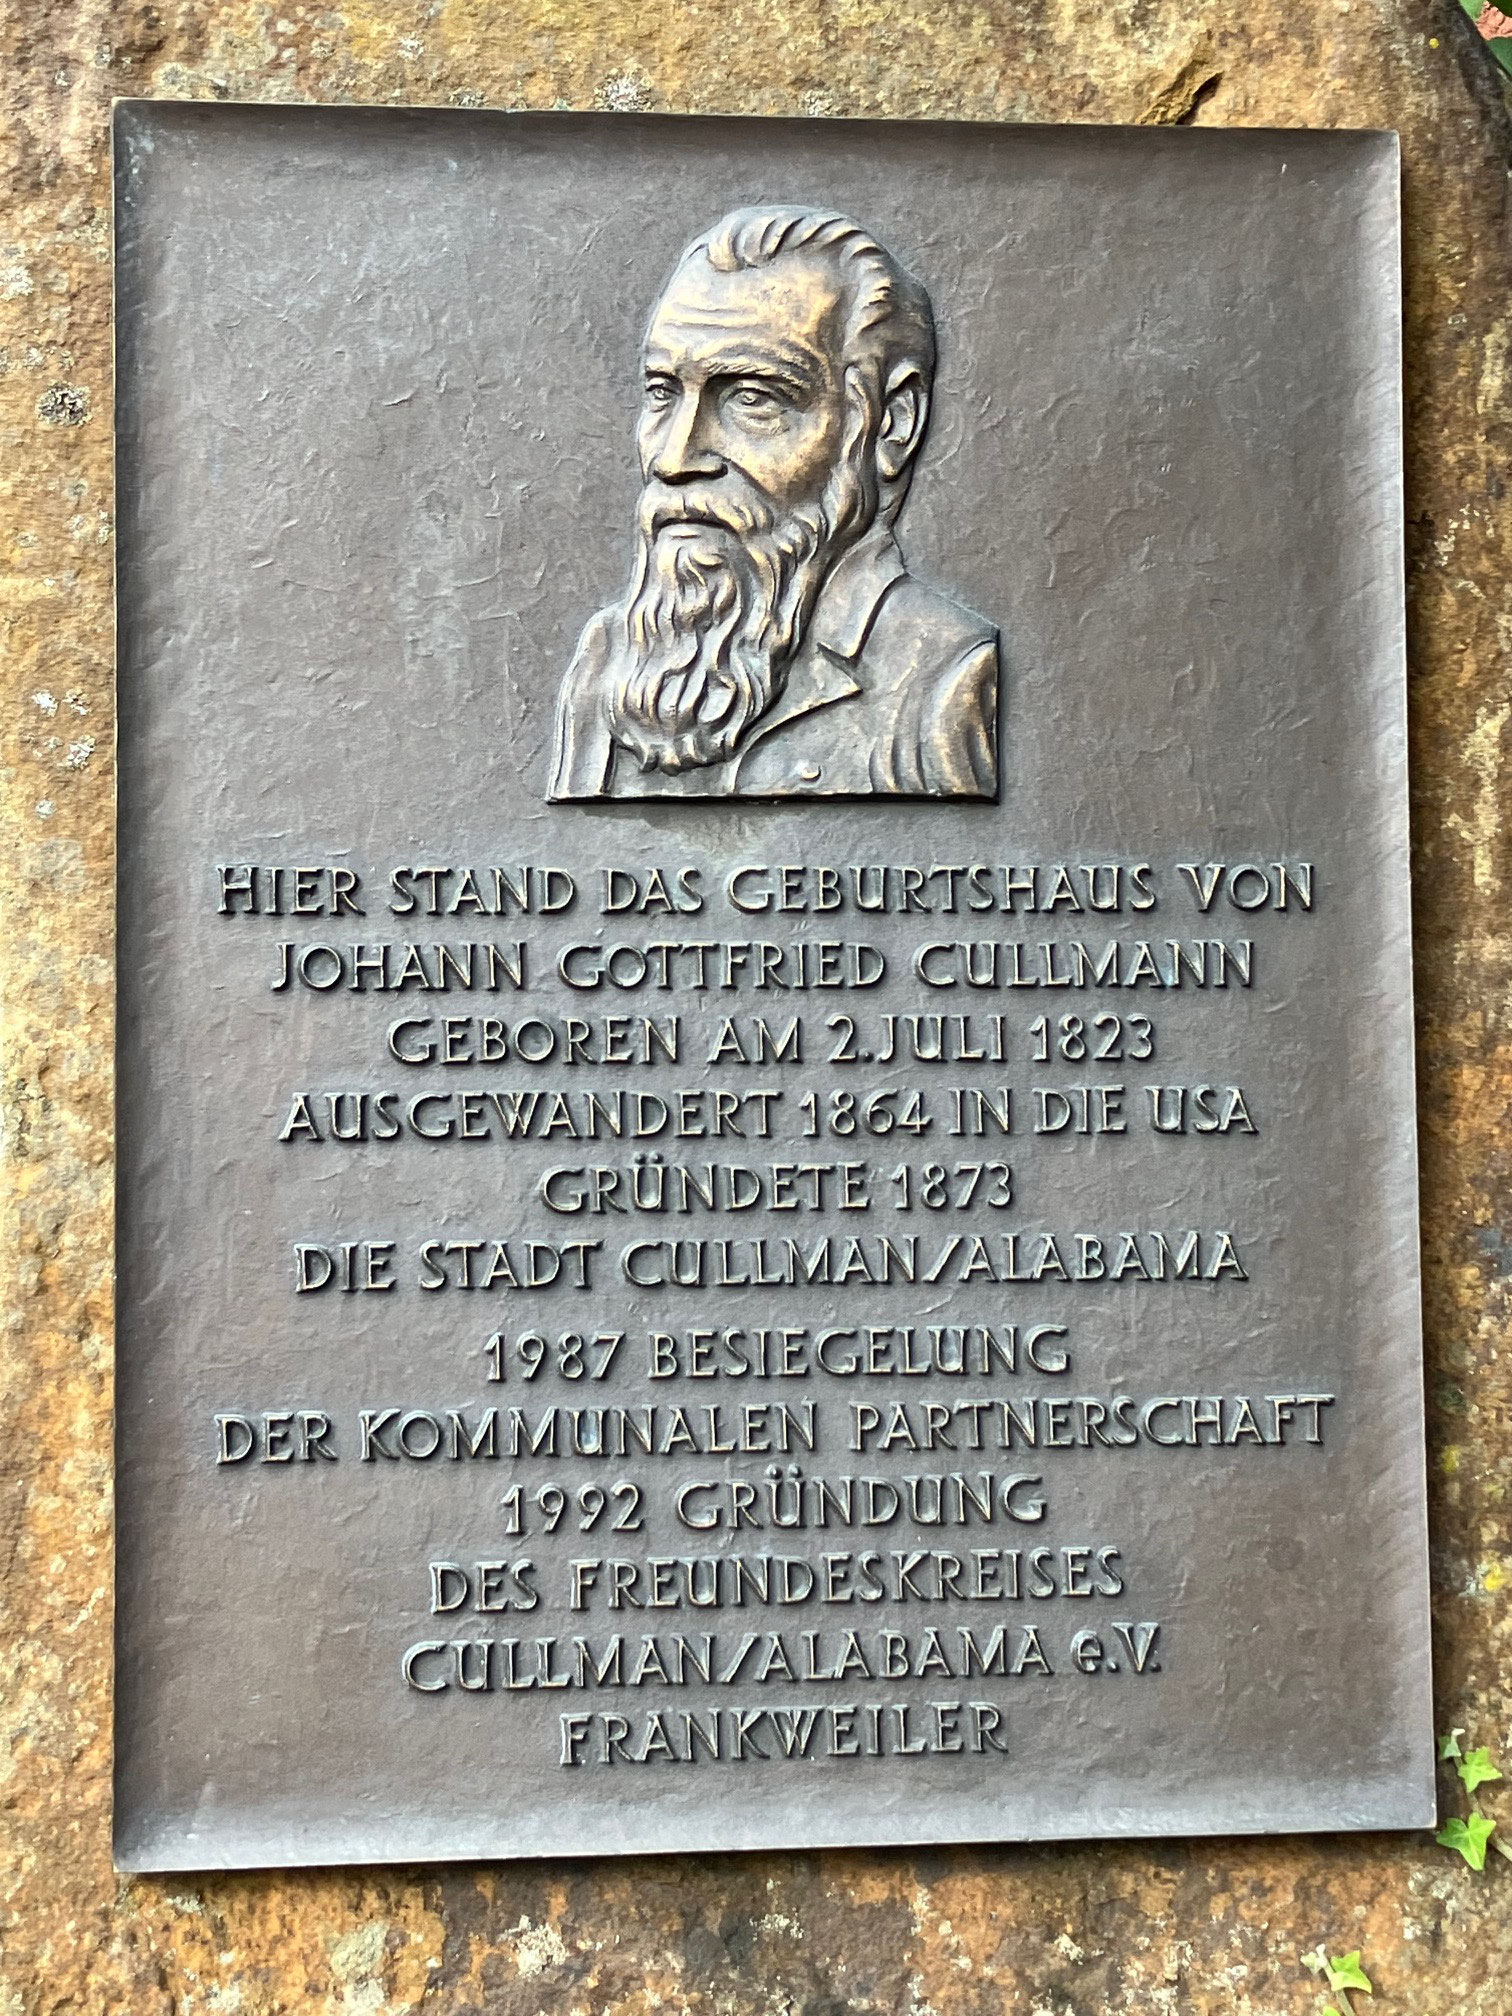 HIER STAND DAS GEBURTSHAUS VON
JOHANN GOTTFRIED CULLMANN
GEBOREN AM 2.JULI 1823
AUSGEWANDERT 1864 IN DIE USA
GRÜNDETE 1873
DIE STADT CULLMAN/ALABAMA
1987 BESIEGELUNG
DER KOMMUNALEN PARTNERSCHAFT
1992 GRÜNDUNG
DES FREUNDESKREISES
CULLMAN/ALABAMA e.V.
FRANKWEILER